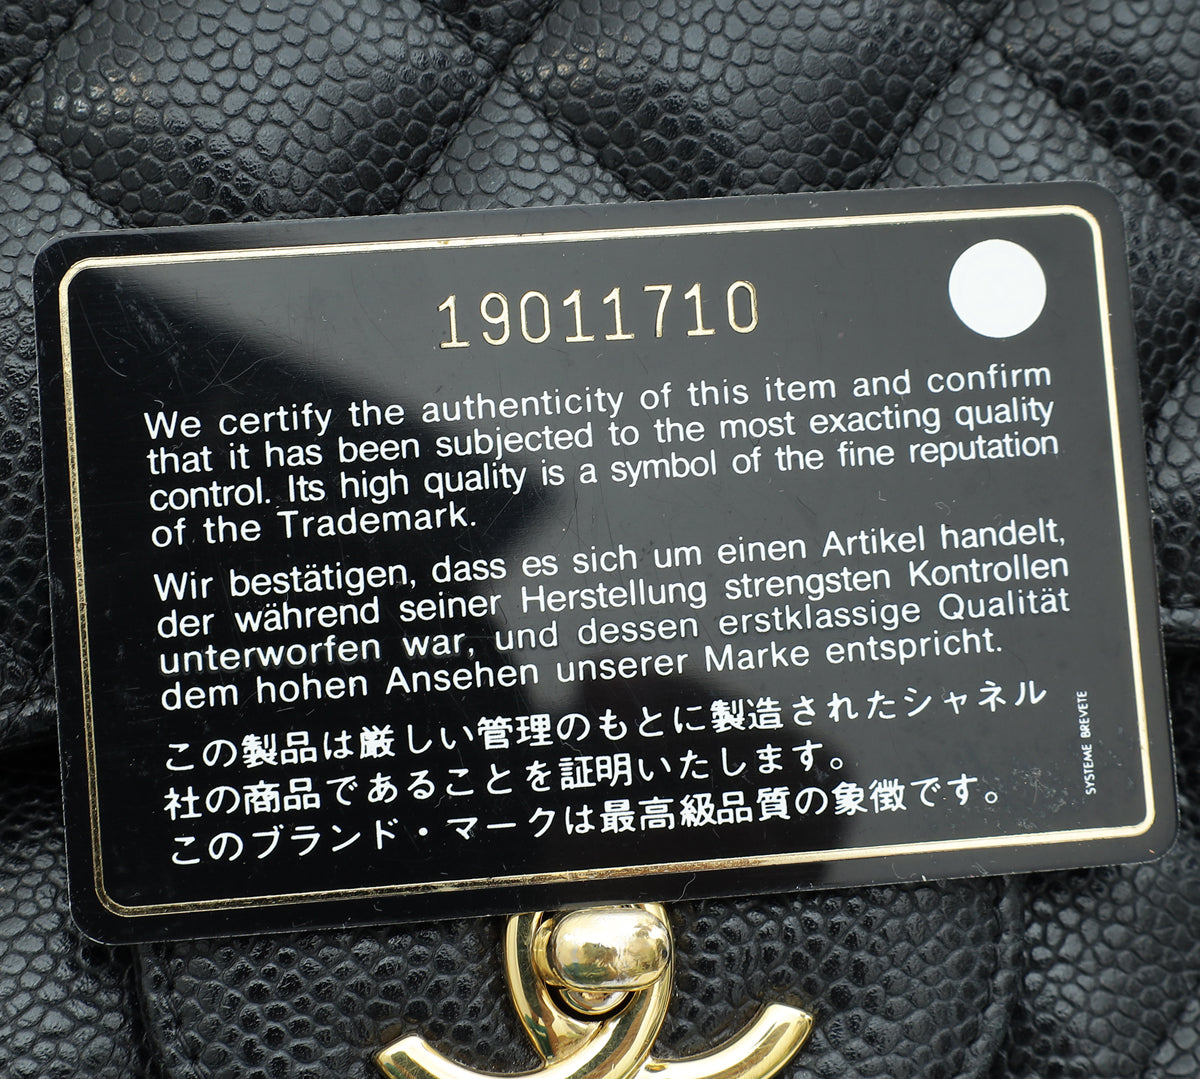 19011710
We certify the authenticity of this item and confirm
that it has been subjected to the most exacting quality
control. Its high quality is a symbol of the fine reputation
of the Trademark.
Wir bestätigen, dass es sich um einen Artikel handelt,
der während seiner Herstellung strengsten Kontrollen
unterworfen war, und dessen erstklassige Qualität
dem hohen Ansehen unserer Marke entspricht.
この製品は厳しい管理のもとに製造されたシャネル
社の商品であることを証明いたします。
このブランド・マークは最高級品質の象徴です。
SYSTEME BREVETE